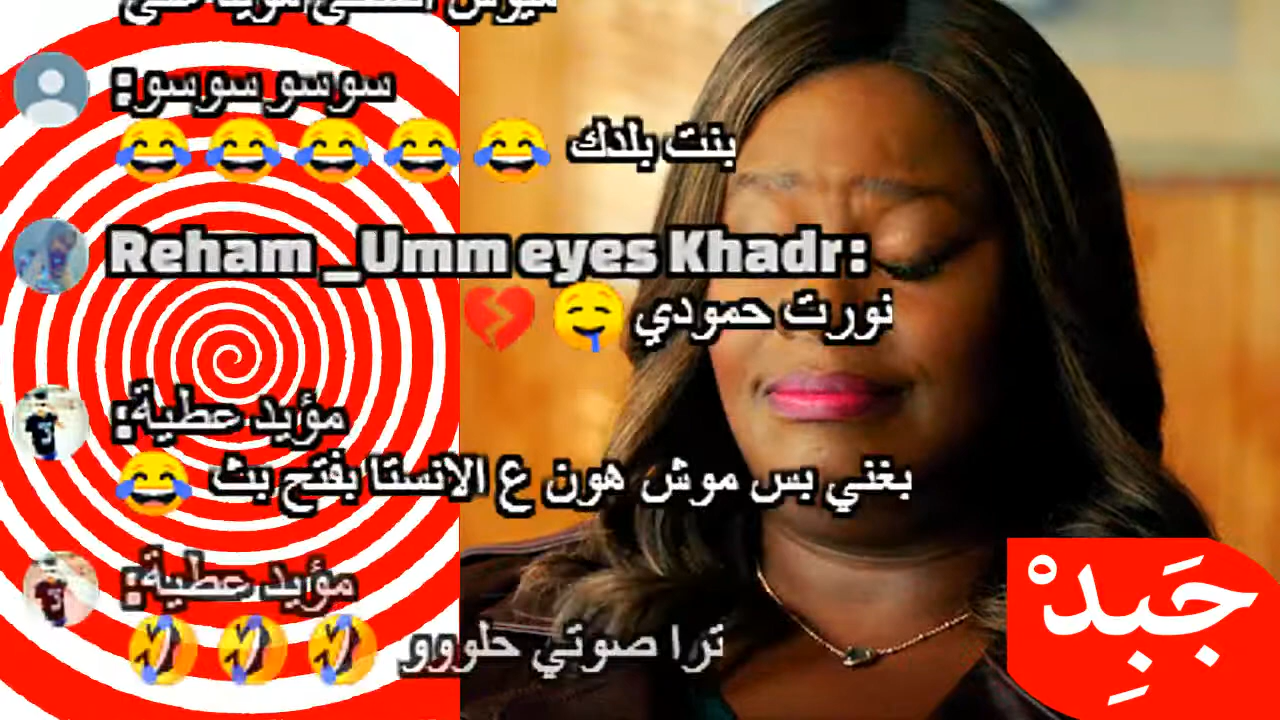 سوسو سوسو:
بنت بلدك 😂😂😂😂😂
Reham _Umm eyes Khadr:
نورت حمودي 🤤💔
مؤيد عطية:
بغني بس موش هون ع الانستا بفتح بث 😂
مؤيد عطية:
ترا صوتي حلووو 🤣🤣🤣
جَبِدْ